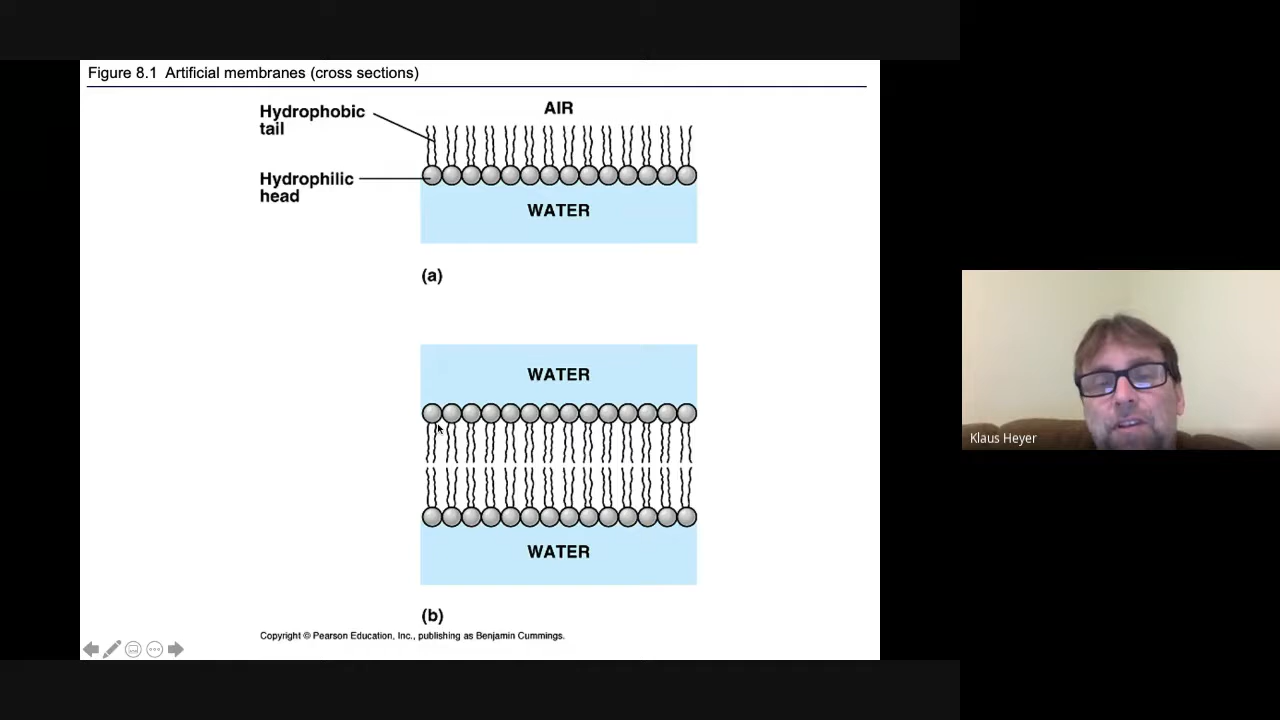 Figure 8.1 Artificial membranes (cross sections)
Hydrophobic
tail
AIR
Hydrophilic
head
WATER
(a)
WATER
WATER
(b)
Copyright © Pearson Education, Inc., publishing as Benjamin Cummings.
Klaus Heyer